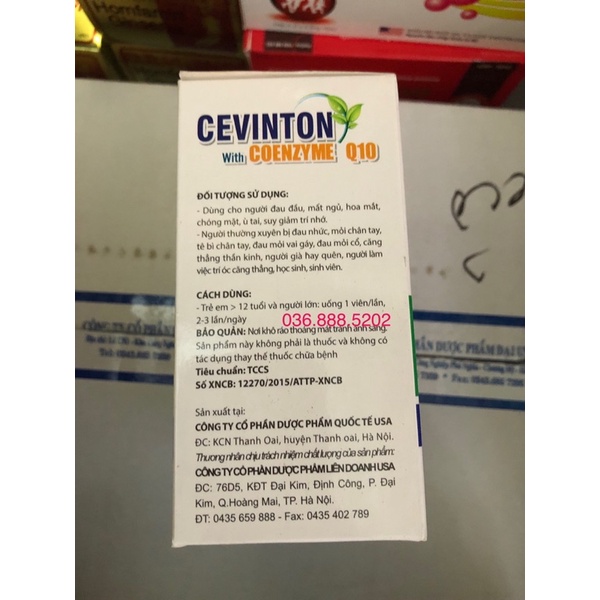 CEVINTON
With COENZYME Q10
ĐỐI TƯỢNG SỬ DỤNG:
- Dùng cho người đau đầu, mất ngủ, hoa mắt,
chóng mặt, ù tai, suy giảm trí nhớ.
- Người thường xuyên bị đau nhức, mỏi chân tay,
tê bì chân tay, đau mỏi vai gáy, đau mỏi cổ, căng
thẳng thần kinh, người già hay quên, người làm
việc trí óc căng thẳng, học sinh, sinh viên.
CÁCH DÙNG:
- Trẻ em > 12 tuổi và người lớn: uống 1 viên/lần,
2-3 lần/ngày
036.888.5202
BẢO QUẢN: Nơi khô ráo thoáng mát tránh ánh sáng
Sản phẩm này không phải là thuốc và không có
tác dụng thay thế thuốc chữa bệnh
Tiêu chuẩn: TCCS
Số XNCB: 12270/2015/ATTP-XNCB
Sản xuất tại:
CÔNG TY CỔ PHẦN DƯỢC PHẨM QUỐC TẾ USA
ĐC: KCN Thanh Oai, huyện Thanh oai, Hà Nội.
Thương nhân chịu trách nhiệm chất lượng của sản phẩm:
CÔNG TY CỔ PHẦN DƯỢC PHẨM LIÊN DOANH USA
ĐC: 76D5, KĐT Đại Kim, Định Công, P. Đại
Kim, Q.Hoàng Mai, TP. Hà Nội.
ĐT: 0435 659 888 - Fax: 0435 402 789
CÔNG TY CỔ PHẦN